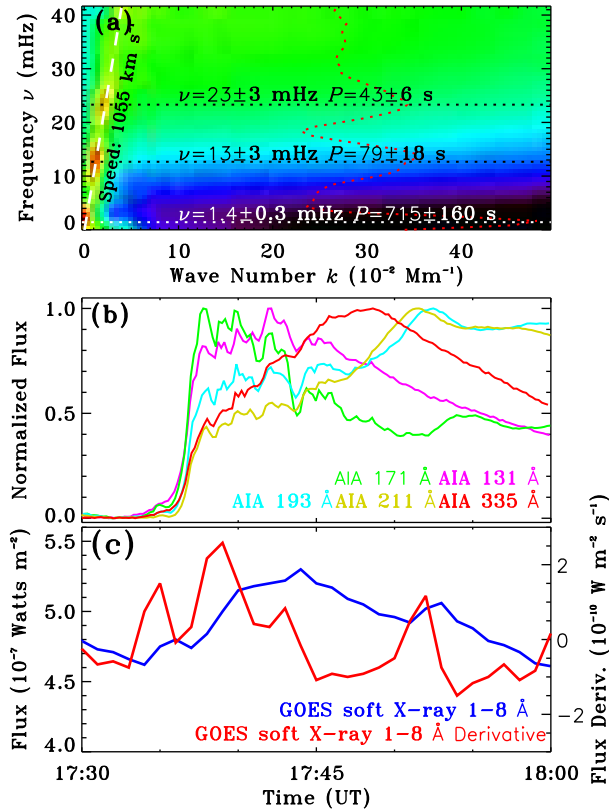 (a)
Speed: 1055 km s⁻¹
ν=23±3 mHz P=43±6 s
ν=13±3 mHz P=79±18 s
ν=1.4±0.3 mHz P=715±160 s
Frequency ν (mHz)
40
30
20
10
0
0 10 20 30 40
Wave Number k (10⁻² Mm⁻¹)
(b)
Normalized Flux
1.0
0.5
0.0
AIA 171 Å AIA 131 Å
AIA 193 Å AIA 211 Å AIA 335 Å
(c)
Flux (10⁻⁷ Watts m⁻²)
5.5
5.0
4.5
4.0
2
0
-2
Flux Deriv. (10⁻¹⁰ W m⁻² s⁻¹)
GOES soft X-ray 1-8 Å
GOES soft X-ray 1-8 Å Derivative
17:30 17:45 18:00
Time (UT)